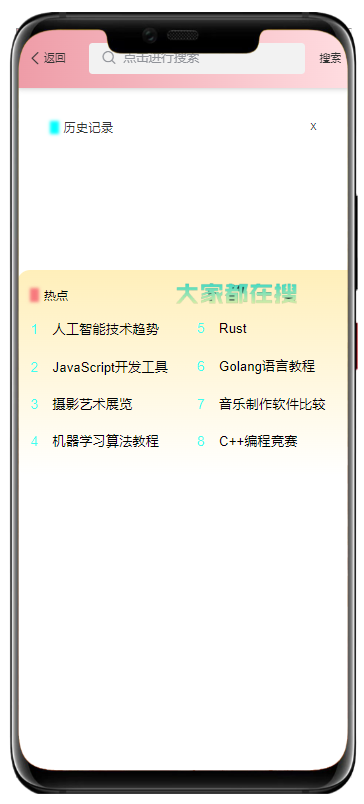 返回 点击进行搜索 搜索
历史记录 x
热点 大家都在搜
1 人工智能技术趋势 5 Rust
2 JavaScript开发工具 6 Golang语言教程
3 摄影艺术展览 7 音乐制作软件比较
4 机器学习算法教程 8 C++编程竞赛